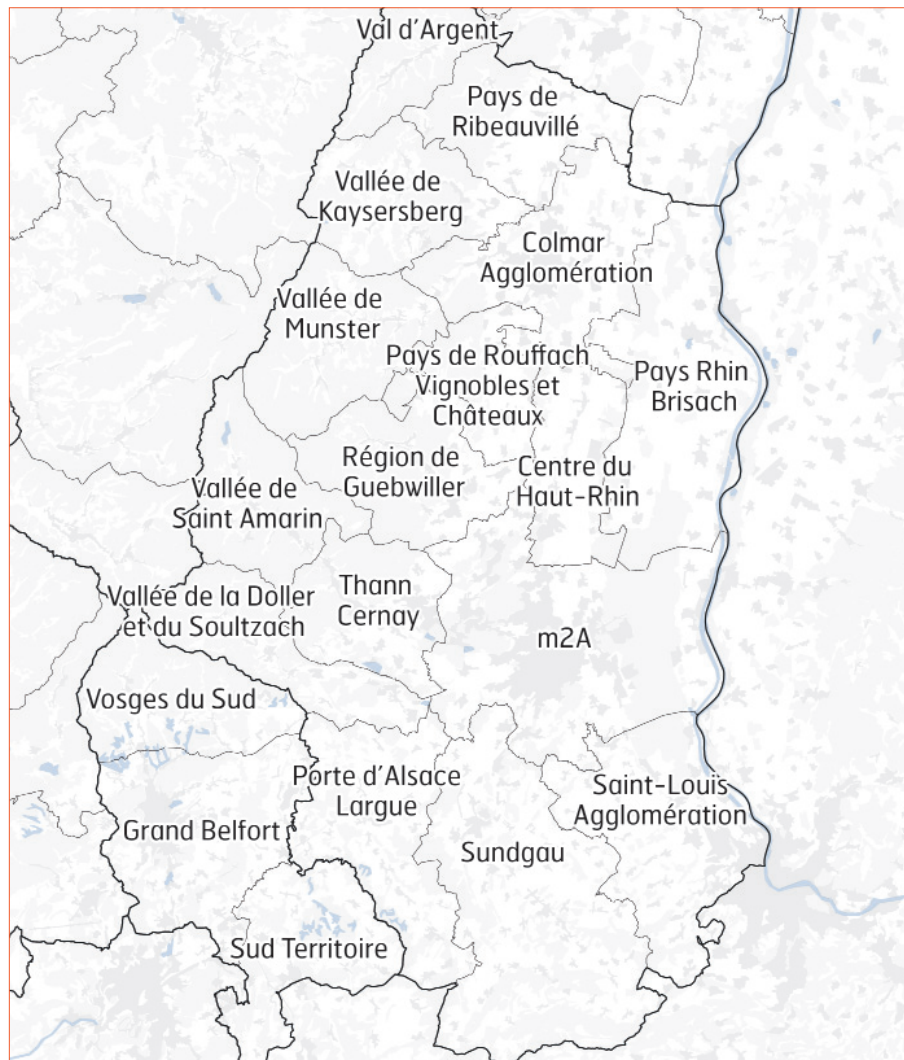 Val d'Argent
Pays de
Ribeauvillé
Vallée de
Kaysersberg
Colmar
Agglomération
Vallée de
Munster
Pays de Rouffach
Vignobles et
Châteaux
Pays Rhin
Brisach
Région de
Guebwiller
Centre du
Haut-Rhin
Vallée de
Saint Amarin
Thann
Cernay
Vallée de la Doller
et du Soultzach
m2A
Vosges du Sud
Porte d'Alsace
Largue
Saint-Louis
Agglomération
Grand Belfort
Sundgau
Sud Territoire